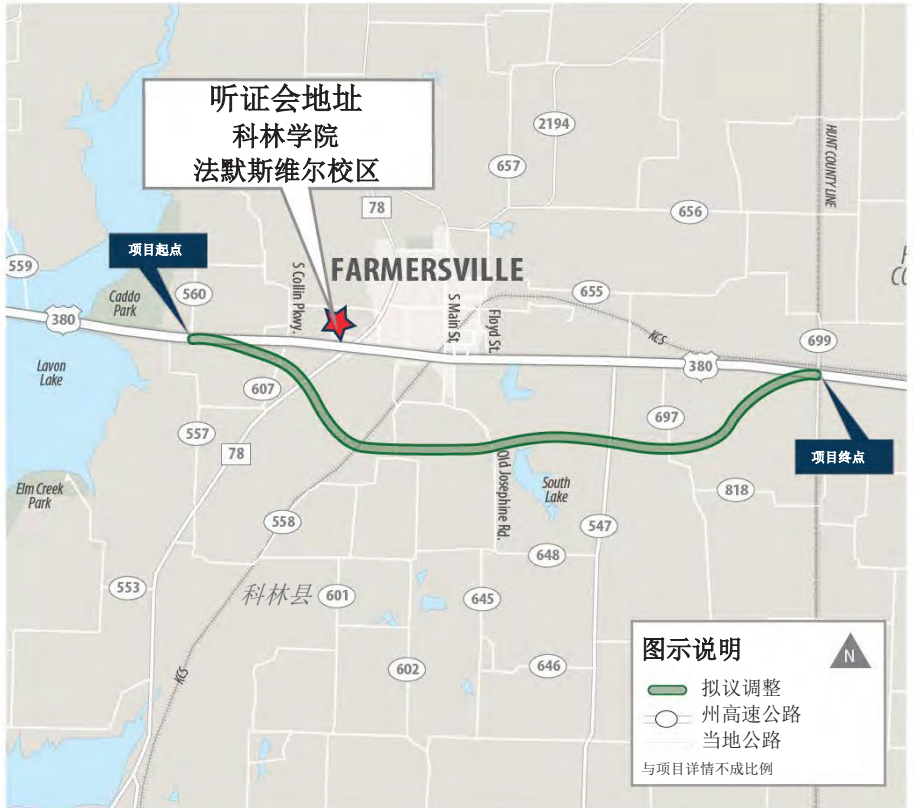 听证会地址
科林学院
法默斯维尔校区
2194
657
78
656
HUNT COUNTY LINE
项目起点
559
Caddo
Park
560
S Collin Pkwy.
FARMERSVILLE
S Main St.
Floyd St.
655
KCS
699
380
380
Lavon
Lake
607
557
78
697
项目终点
Elm Creek
Park
558
Old Josephine Rd.
South
Lake
818
547
648
553
科林县
601
645
KCS
602
646
图示说明
N
拟议调整
州高速公路
当地公路
与项目详情不成比例